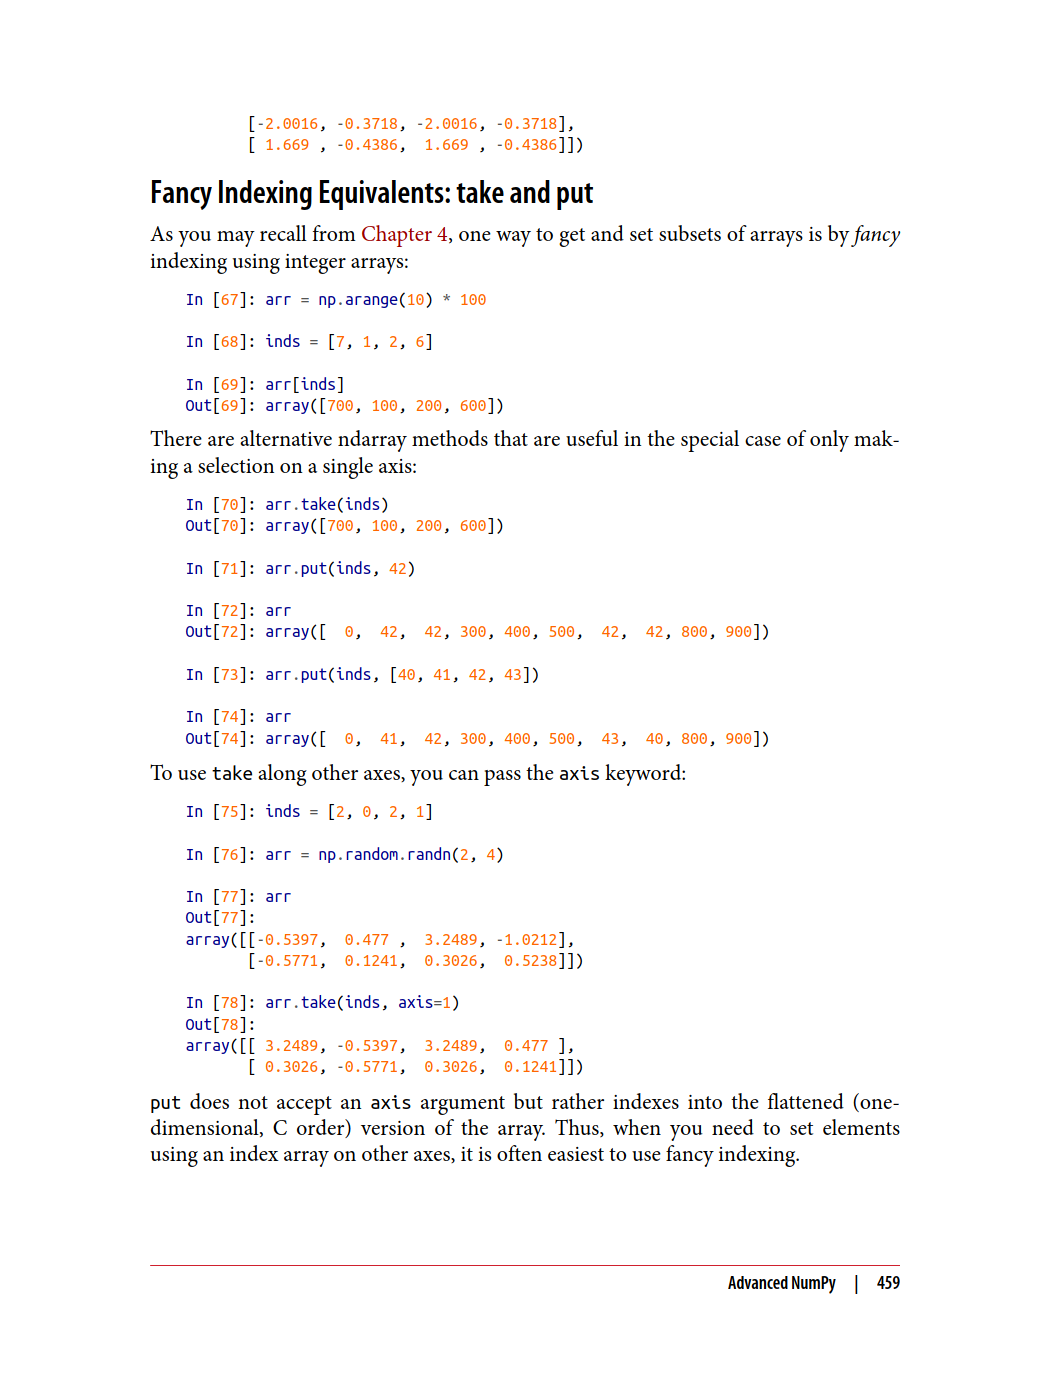 [-2.0016, -0.3718, -2.0016, -0.3718],
[ 1.669 , -0.4386,  1.669 , -0.4386]])
Fancy Indexing Equivalents: take and put
As you may recall from Chapter 4, one way to get and set subsets of arrays is by fancy
indexing using integer arrays:
In [67]: arr = np.arange(10) * 100
In [68]: inds = [7, 1, 2, 6]
In [69]: arr[inds]
Out[69]: array([700, 100, 200, 600])
There are alternative ndarray methods that are useful in the special case of only mak-
ing a selection on a single axis:
In [70]: arr.take(inds)
Out[70]: array([700, 100, 200, 600])
In [71]: arr.put(inds, 42)
In [72]: arr
Out[72]: array([  0,  42,  42, 300, 400, 500,  42,  42, 800, 900])
In [73]: arr.put(inds, [40, 41, 42, 43])
In [74]: arr
Out[74]: array([  0,  41,  42, 300, 400, 500,  43,  40, 800, 900])
To use take along other axes, you can pass the axis keyword:
In [75]: inds = [2, 0, 2, 1]
In [76]: arr = np.random.randn(2, 4)
In [77]: arr
Out[77]:
array([[-0.5397,  0.477 ,  3.2489, -1.0212],
[-0.5771,  0.1241,  0.3026,  0.5238]])
In [78]: arr.take(inds, axis=1)
Out[78]:
array([[ 3.2489, -0.5397,  3.2489,  0.477 ],
[ 0.3026, -0.5771,  0.3026,  0.1241]])
put does not accept an axis argument but rather indexes into the flattened (one-
dimensional, C order) version of the array. Thus, when you need to set elements
using an index array on other axes, it is often easiest to use fancy indexing.
Advanced NumPy | 459